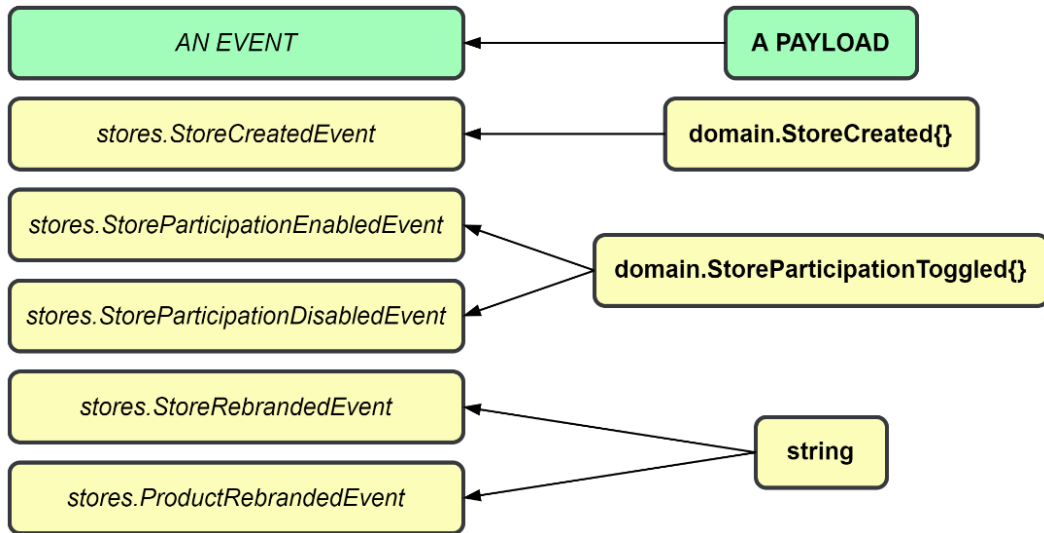 AN EVENT
A PAYLOAD
stores.StoreCreatedEvent
domain.StoreCreated{}
stores.StoreParticipationEnabledEvent
domain.StoreParticipationToggled{}
stores.StoreParticipationDisabledEvent
stores.StoreRebrandedEvent
string
stores.ProductRebrandedEvent